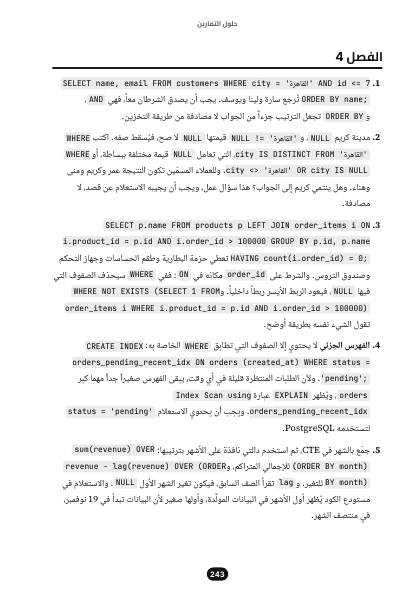 حلول التمارين
الفصل 4
1. SELECT name, email FROM customers WHERE city = 'القاهرة' AND id <= 7
ORDER BY name; تُرجع سارة ولينا ويوسف. يجب أن يصدق الشرطان معاً، فهي AND ،
و ORDER BY تجعل الترتيب جزءاً من الجواب لا مصادفة من طريقة التخزين.
2. مدينة كريم NULL ، و 'القاهرة' != NULL قيمتها NULL لا صح، فيُسقط صفه. اكتب WHERE
city IS DISTINCT FROM 'القاهرة' ، التي تعامل NULL قيمة مختلفة ببساطة، أو WHERE
city <> 'القاهرة' OR city IS NULL . وللعملاء المسمَّين تكون النتيجة عمر وكريم ومنى
وهناء. وهل ينتمي كريم إلى الجواب؟ هذا سؤال عمل، ويجب أن يجيبه الاستعلام عن قصد، لا
مصادفة.
3. SELECT p.name FROM products p LEFT JOIN order_items i ON
i.product_id = p.id AND i.order_id > 100000 GROUP BY p.id, p.name
HAVING count(i.order_id) = 0; تعطي حزمة البطارية وطقم الحساسات وجهاز التحكم
وصندوق التروس. والشرط على order_id مكانه في ON : ففي WHERE سيحذف الصفوف التي
فيها NULL ، فيعود الربط الأيسر ربطاً داخلياً. و WHERE NOT EXISTS (SELECT 1 FROM
order_items i WHERE i.product_id = p.id AND i.order_id > 100000)
تقول الشيء نفسه بطريقة أوضح.
4. الفهرس الجزئي لا يحتوي إلا الصفوف التي تطابق WHERE الخاصة به: CREATE INDEX
orders_pending_recent_idx ON orders (created_at) WHERE status =
'pending'; . ولأن الطلبات المنتظرة قليلة في أي وقت، يبقى الفهرس صغيراً جداً مهما كبر
orders ، ويُظهر EXPLAIN عبارة Index Scan using
orders_pending_recent_idx . ويجب أن يحتوي الاستعلام status = 'pending'
لتستخدمه PostgreSQL.
5. جمّع بالشهر في CTE، ثم استخدم دالتي نافذة على الأشهر بترتيبها: sum(revenue) OVER
(ORDER BY month) للإجمالي المتراكم، و revenue - lag(revenue) OVER (ORDER
BY month) للتغير. و lag تقرأ الصف السابق، فيكون تغير الشهر الأول NULL . والاستعلام في
مستودع الكود يُظهر أول الأشهر في البيانات المولَّدة، وأولها صغير لأن البيانات تبدأ في 19 نوفمبر،
في منتصف الشهر.
243